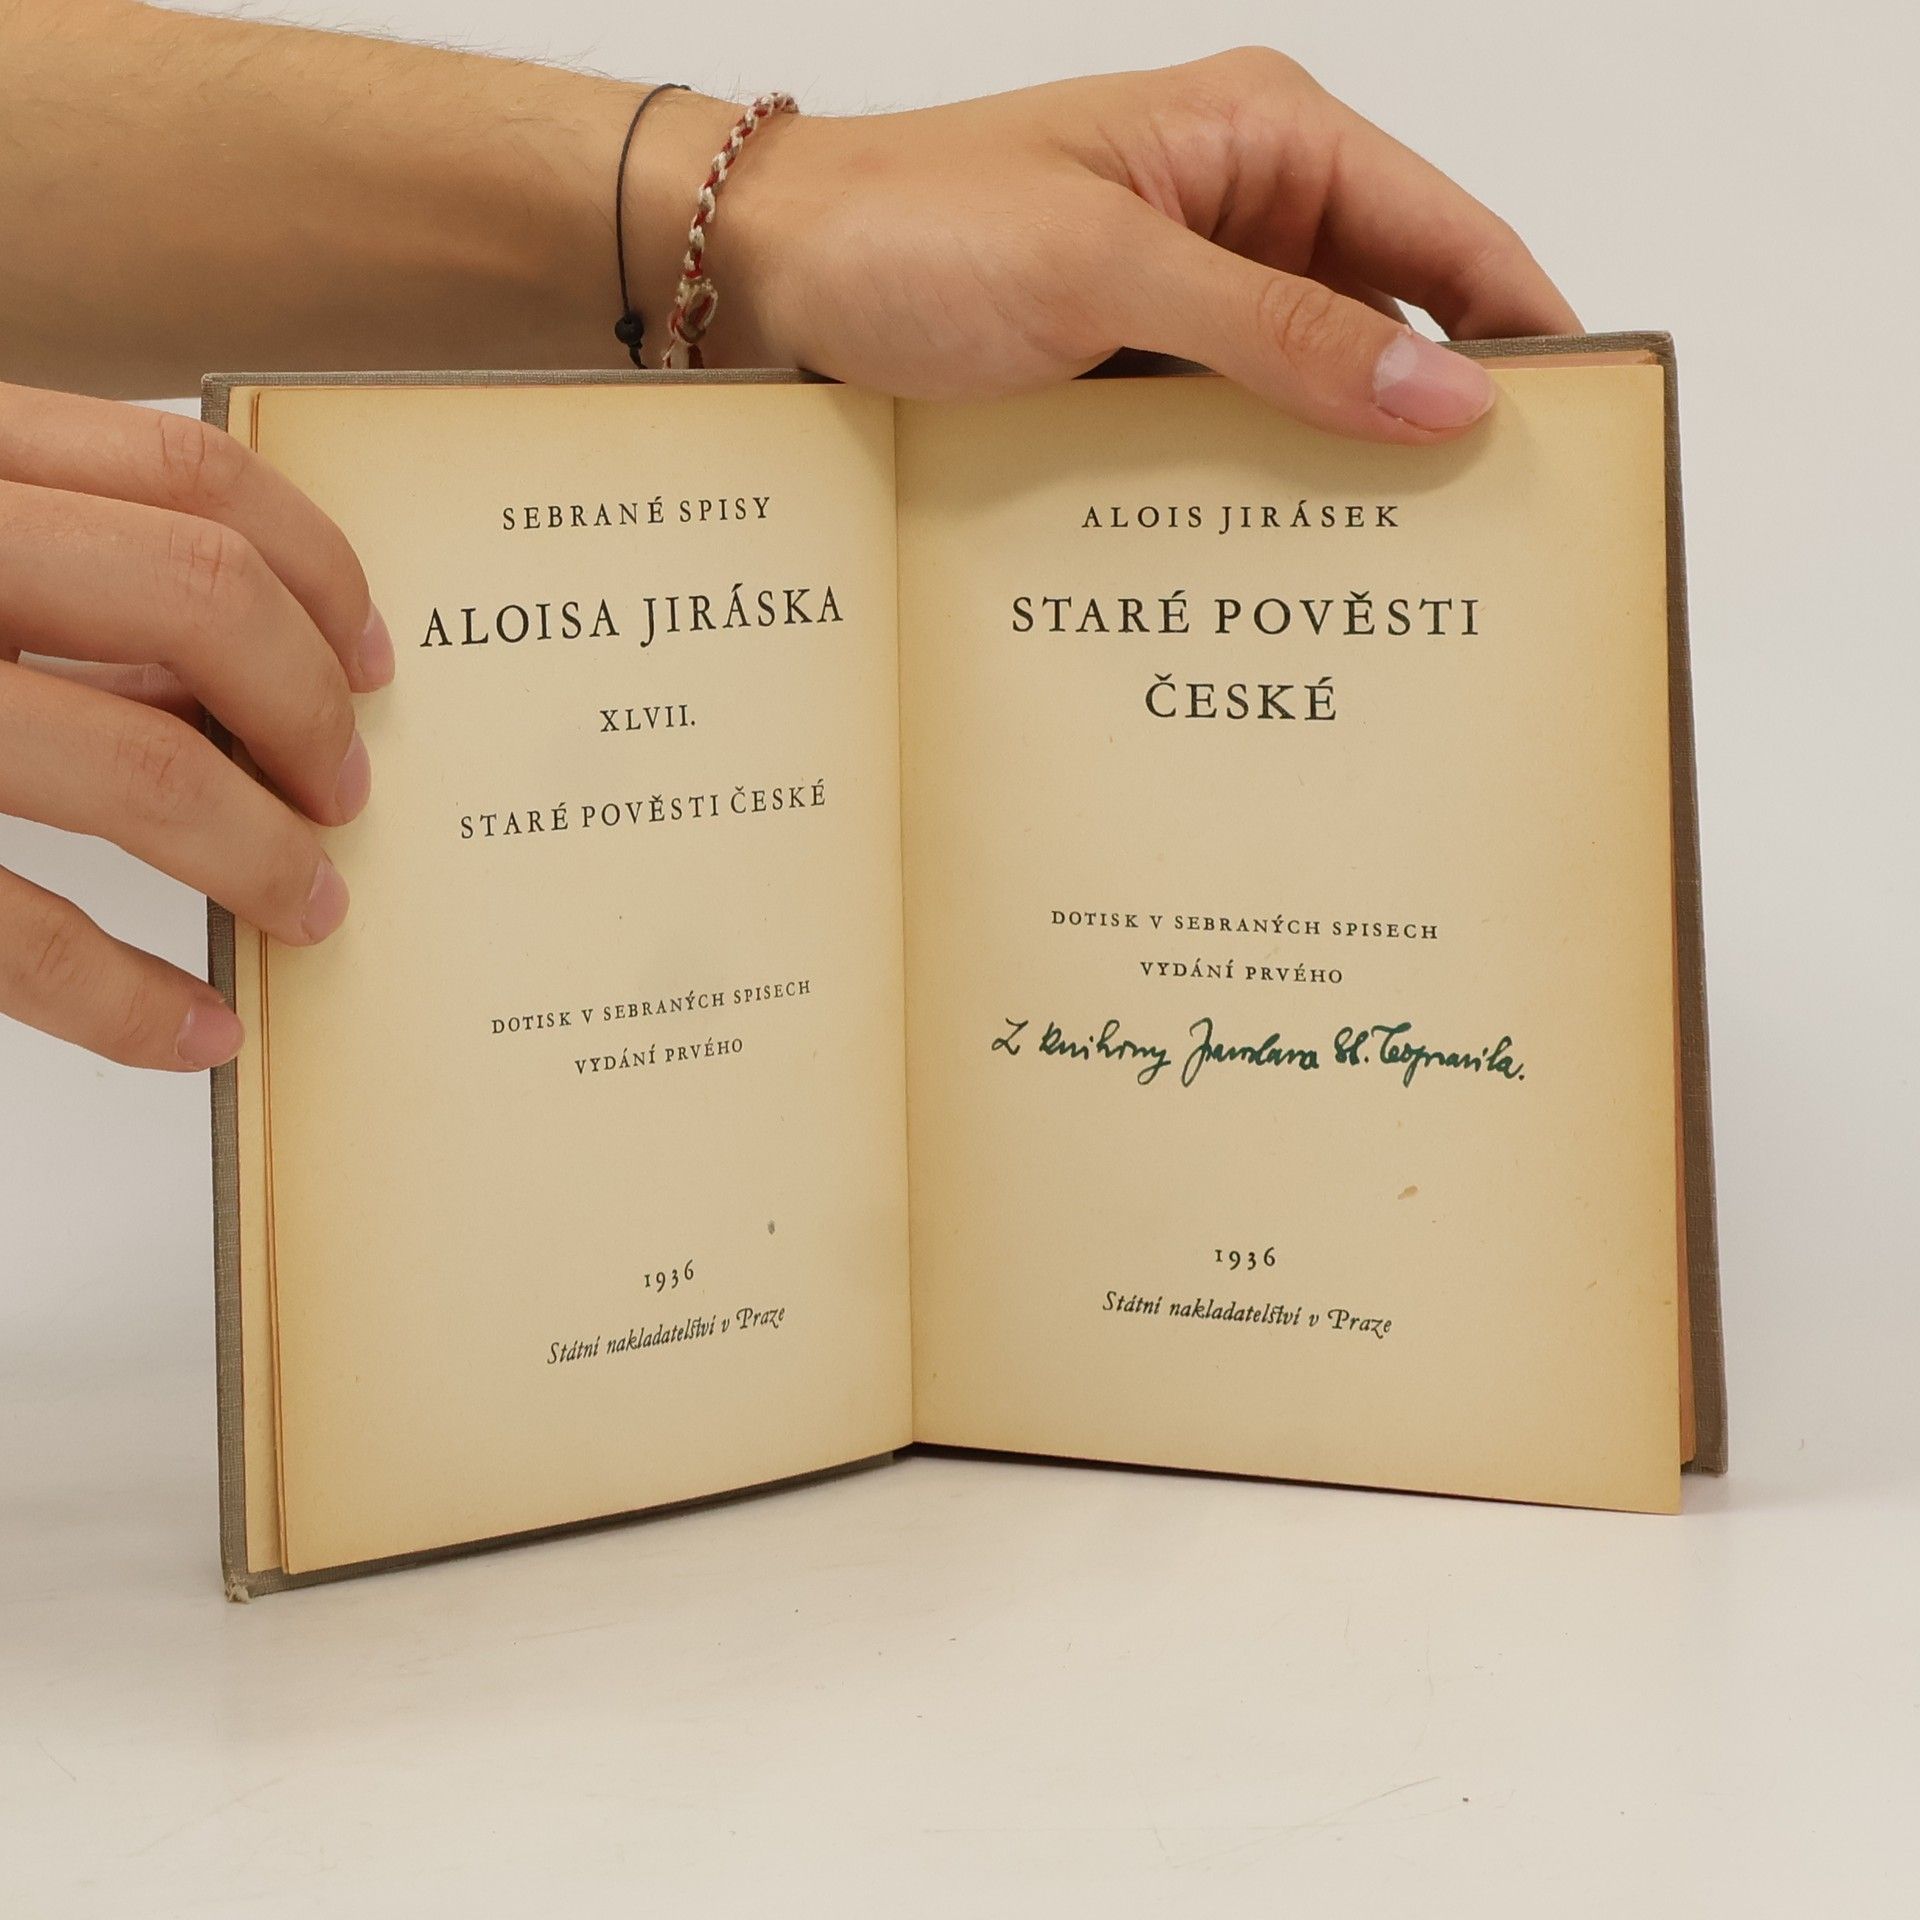 SEBRANÉ SPISY
ALOISA JIRÁSKA
XLVII.
STARÉ POVĚSTI ČESKÉ
DOTISK V SEBRANÝCH SPISECH
VYDÁNÍ PRVÉHO
1936
Státní nakladatelství v Praze
ALOIS JIRÁSEK
STARÉ POVĚSTI
ČESKÉ
DOTISK V SEBRANÝCH SPISECH
VYDÁNÍ PRVÉHO
Z knihovny Jaroslava
1936
Státní nakladatelství v Praze